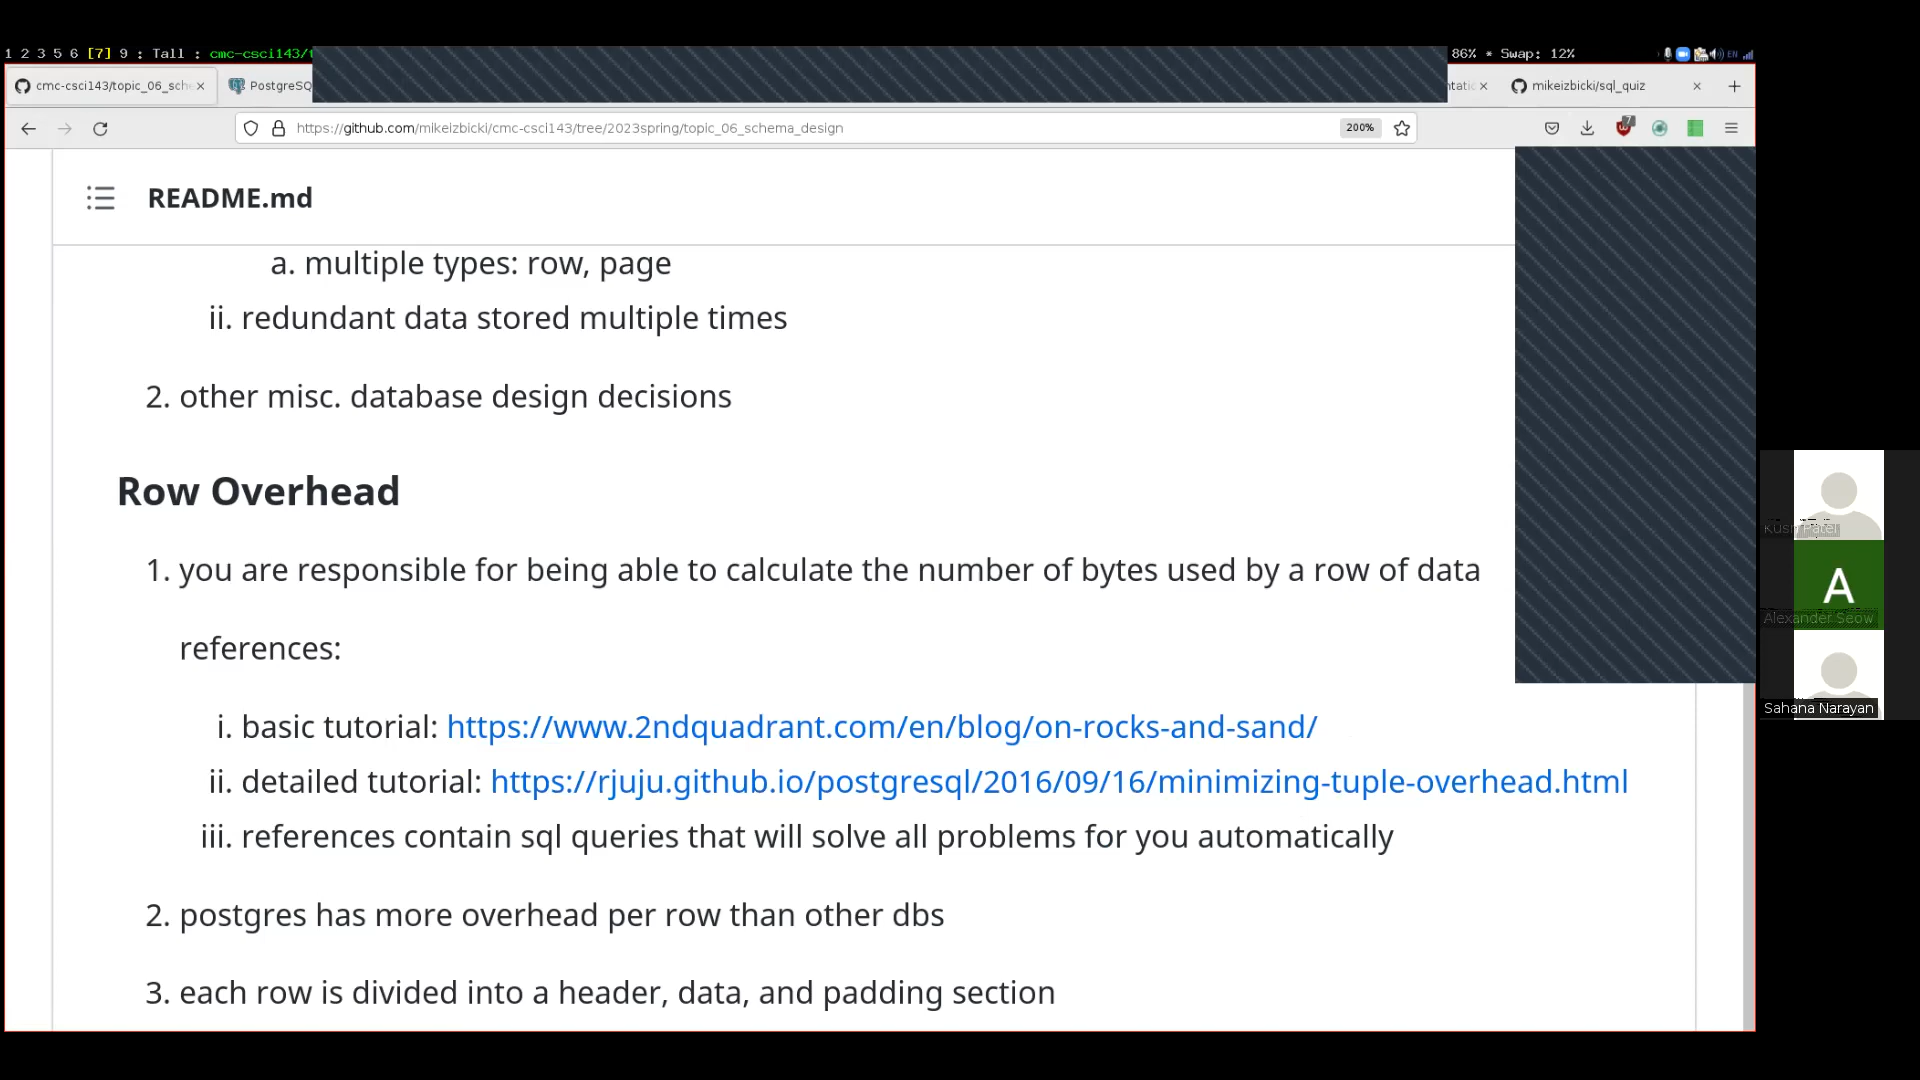 1 2 3 5 6 [7] 9 : Tall : cmc-csci143/
86% * Swap: 12%
EN
cmc-csci143/topic_06_sche
PostgreSQ
mikeizbicki/sql_quiz
https://github.com/mikeizbicki/cmc-csci143/tree/2023spring/topic_06_schema_design
200%
7
README.md
a. multiple types: row, page
ii. redundant data stored multiple times
2. other misc. database design decisions
Row Overhead
1. you are responsible for being able to calculate the number of bytes used by a row of data
references:
i. basic tutorial: https://www.2ndquadrant.com/en/blog/on-rocks-and-sand/
ii. detailed tutorial: https://rjuju.github.io/postgresql/2016/09/16/minimizing-tuple-overhead.html
iii. references contain sql queries that will solve all problems for you automatically
2. postgres has more overhead per row than other dbs
3. each row is divided into a header, data, and padding section
Patel
A
Alexander Seow
Sahana Narayan